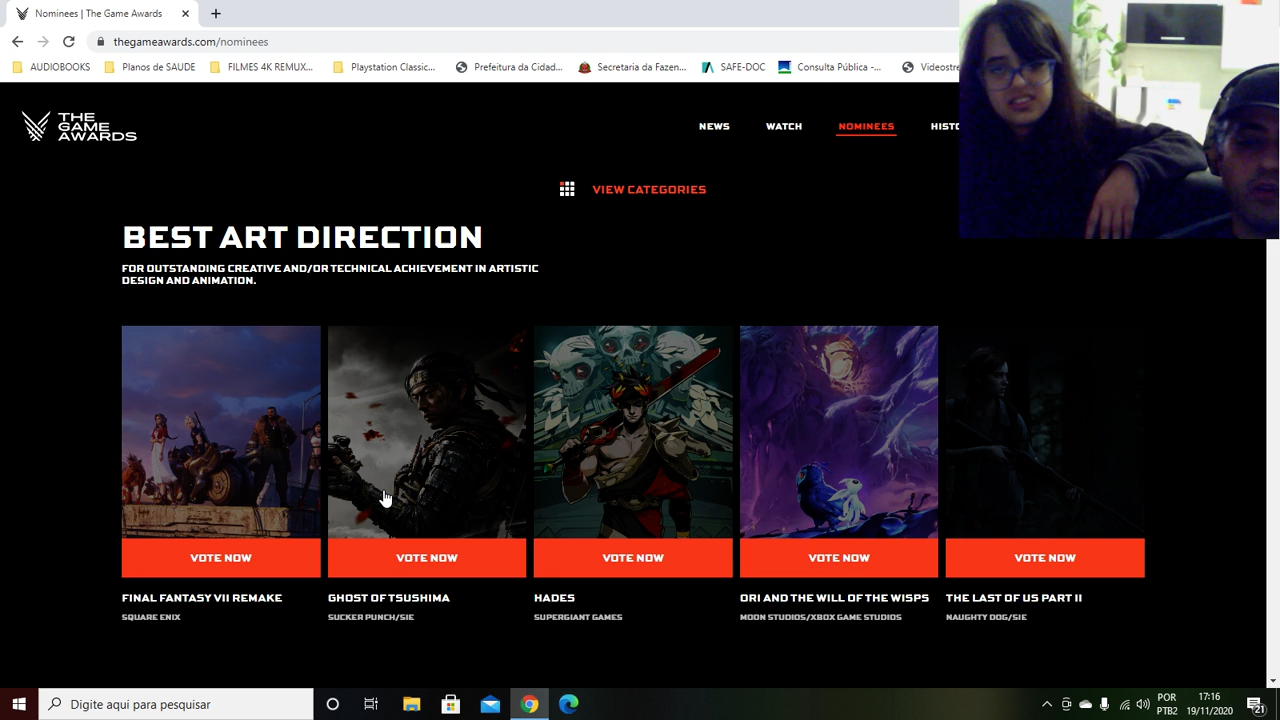 Nominees | The Game Awards
thegameawards.com/nominees
AUDIOBOOKS
Planos de SAUDE
FILMES 4K REMUX...
Playstation Classic...
Prefeitura da Cidad...
Secretaria da Fazen...
SAFE-DOC
Consulta Pública -...
Videostre
THE
GAME
AWARDS
NEWS
WATCH
NOMINEES
HISTO
VIEW CATEGORIES
BEST ART DIRECTION
FOR OUTSTANDING CREATIVE AND/OR TECHNICAL ACHIEVEMENT IN ARTISTIC
DESIGN AND ANIMATION.
VOTE NOW
VOTE NOW
VOTE NOW
VOTE NOW
VOTE NOW
FINAL FANTASY VII REMAKE
GHOST OF TSUSHIMA
HADES
ORI AND THE WILL OF THE WISPS
THE LAST OF US PART II
SQUARE ENIX
SUCKER PUNCH/SIE
SUPERGIANT GAMES
MOON STUDIOS/XBOX GAME STUDIOS
NAUGHTY DOG/SIE
Digite aqui para pesquisar
POR
PTB2
17:16
19/11/2020
21